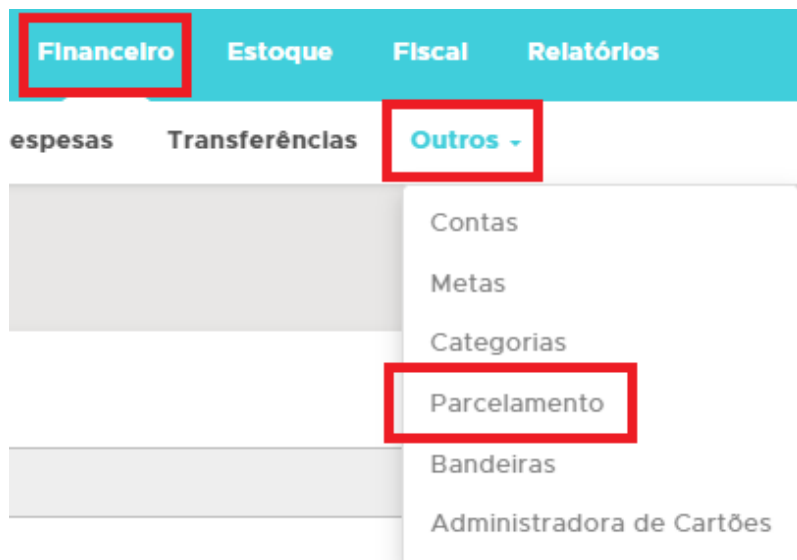 Financeiro Estoque Fiscal Relatórios
espesas Transferências Outros
Contas
Metas
Categorias
Parcelamento
Bandeiras
Administradora de Cartões